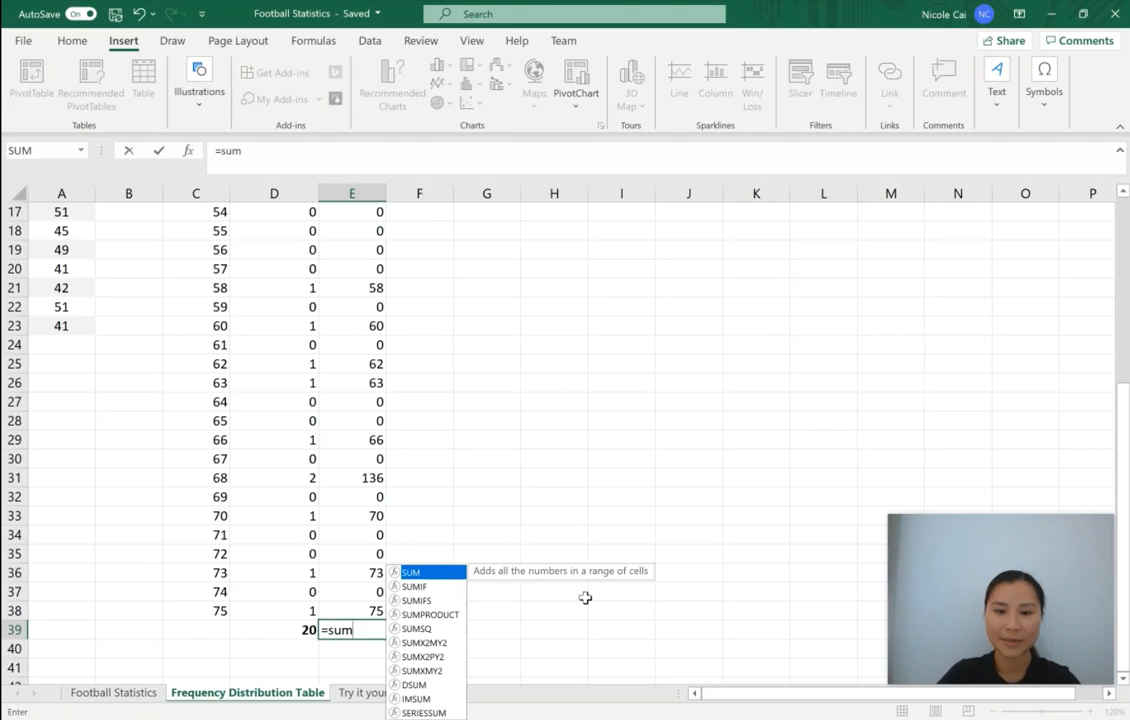 AutoSave On Football Statistics - Saved Search Nicole Cai NC
File Home Insert Draw Page Layout Formulas Data Review View Help Team Share Comments
PivotTable Recommended PivotTables Table Illustrations Get Add-ins My Add-ins Recommended Charts Maps PivotChart 3D Map Line Column Win/Loss Slicer Timeline Link Comment Text Symbols
Tables Add-ins Charts Tours Sparklines Filters Links Comments
SUM fx =sum
A B C D E F G H I J K L M N O P
17 51 54 0 0
18 45 55 0 0
19 49 56 0 0
20 41 57 0 0
21 42 58 1 58
22 51 59 0 0
23 41 60 1 60
24 61 0 0
25 62 1 62
26 63 1 63
27 64 0 0
28 65 0 0
29 66 1 66
30 67 0 0
31 68 2 136
32 69 0 0
33 70 1 70
34 71 0 0
35 72 0 0
36 73 1 73
37 74 0 0
38 75 1 75
39 20 =sum
40
41
SUM Adds all the numbers in a range of cells
SUMIF
SUMIFS
SUMPRODUCT
SUMSQ
SUMX2MY2
SUMX2PY2
SUMXMY2
DSUM
IMSUM
SERIESSUM
Football Statistics Frequency Distribution Table Try it your
Enter 120%